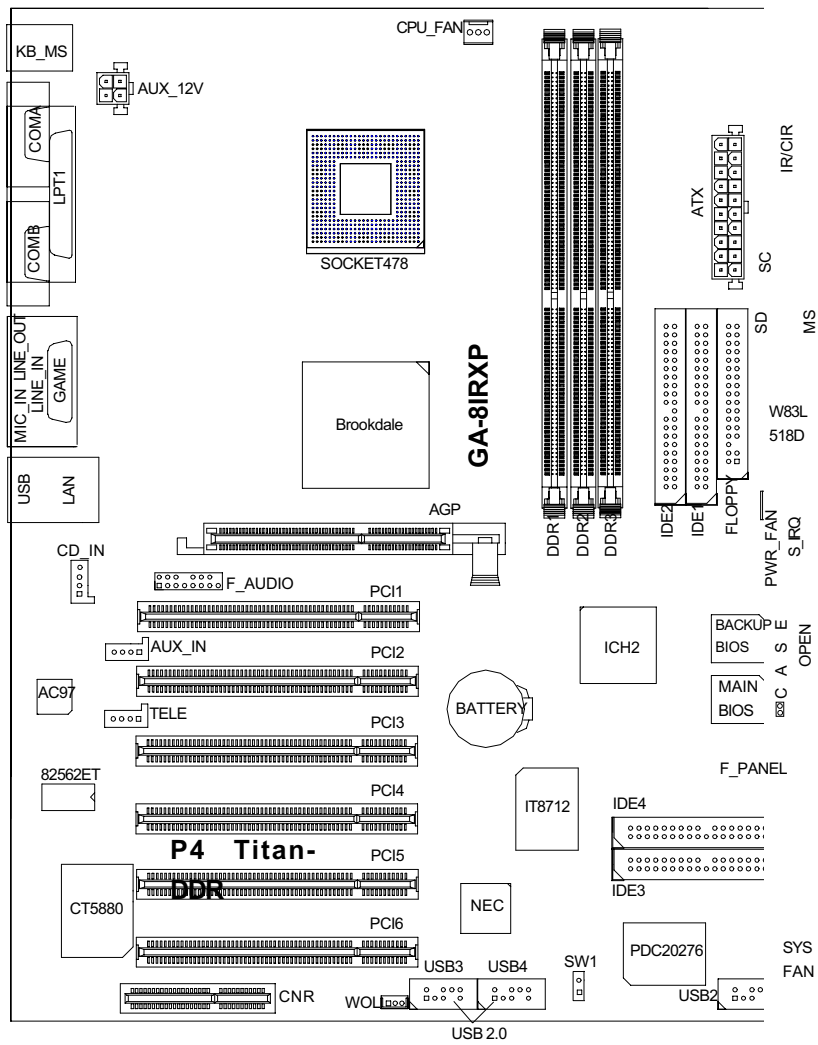 CPU_FAN
KB_MS
AUX_12V
COMA
LPT1
COMB
SOCKET478
ATX
IR/CIR
SC
SD
MS
MIC_IN LINE_OUT
LINE_IN
GAME
Brookdale
GA-8IRXP
W83L
518D
USB
LAN
AGP
DDR1
DDR2
DDR3
IDE2
IDE1
FLOPPY
PWR_FAN
S_IRQ
CD_IN
F_AUDIO
PCI1
AUX_IN
PCI2
ICH2
BACKUP
BIOS
CASE
OPEN
MAIN
BIOS
AC97
TELE
PCI3
BATTERY
82562ET
PCI4
IT8712
F_PANEL
IDE4
P4 Titan-
DDR
PCI5
IDE3
CT5880
NEC
PCI6
PDC20276
SYS
FAN
CNR
WOL
USB3
USB4
SW1
USB2
USB 2.0